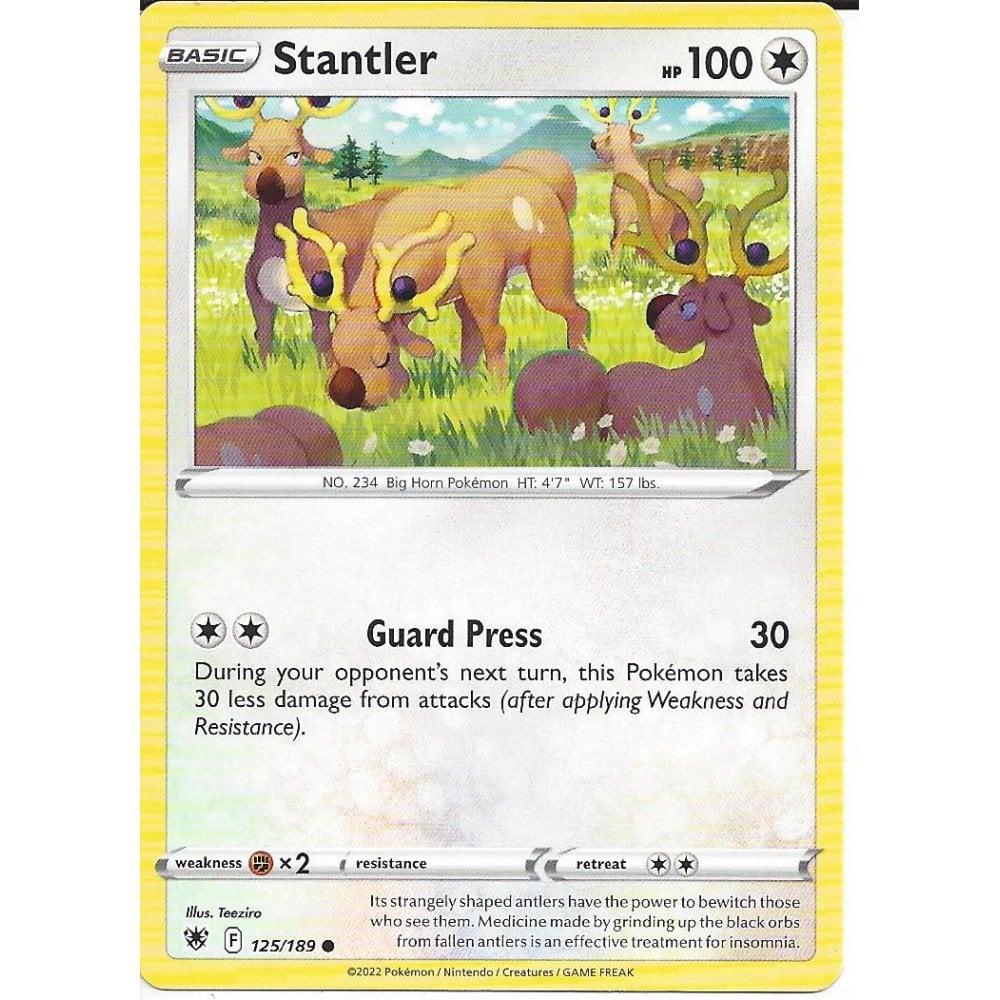 BASIC Stantler HP 100
NO. 234 Big Horn Pokémon HT: 4'7" WT: 157 lbs.
Guard Press 30
During your opponent's next turn, this Pokémon takes
30 less damage from attacks (after applying Weakness and
Resistance).
weakness ×2 resistance retreat
Its strangely shaped antlers have the power to bewitch those
who see them. Medicine made by grinding up the black orbs
from fallen antlers is an effective treatment for insomnia.
Illus. Teeziro
F 125/189
©2022 Pokémon / Nintendo / Creatures / GAME FREAK